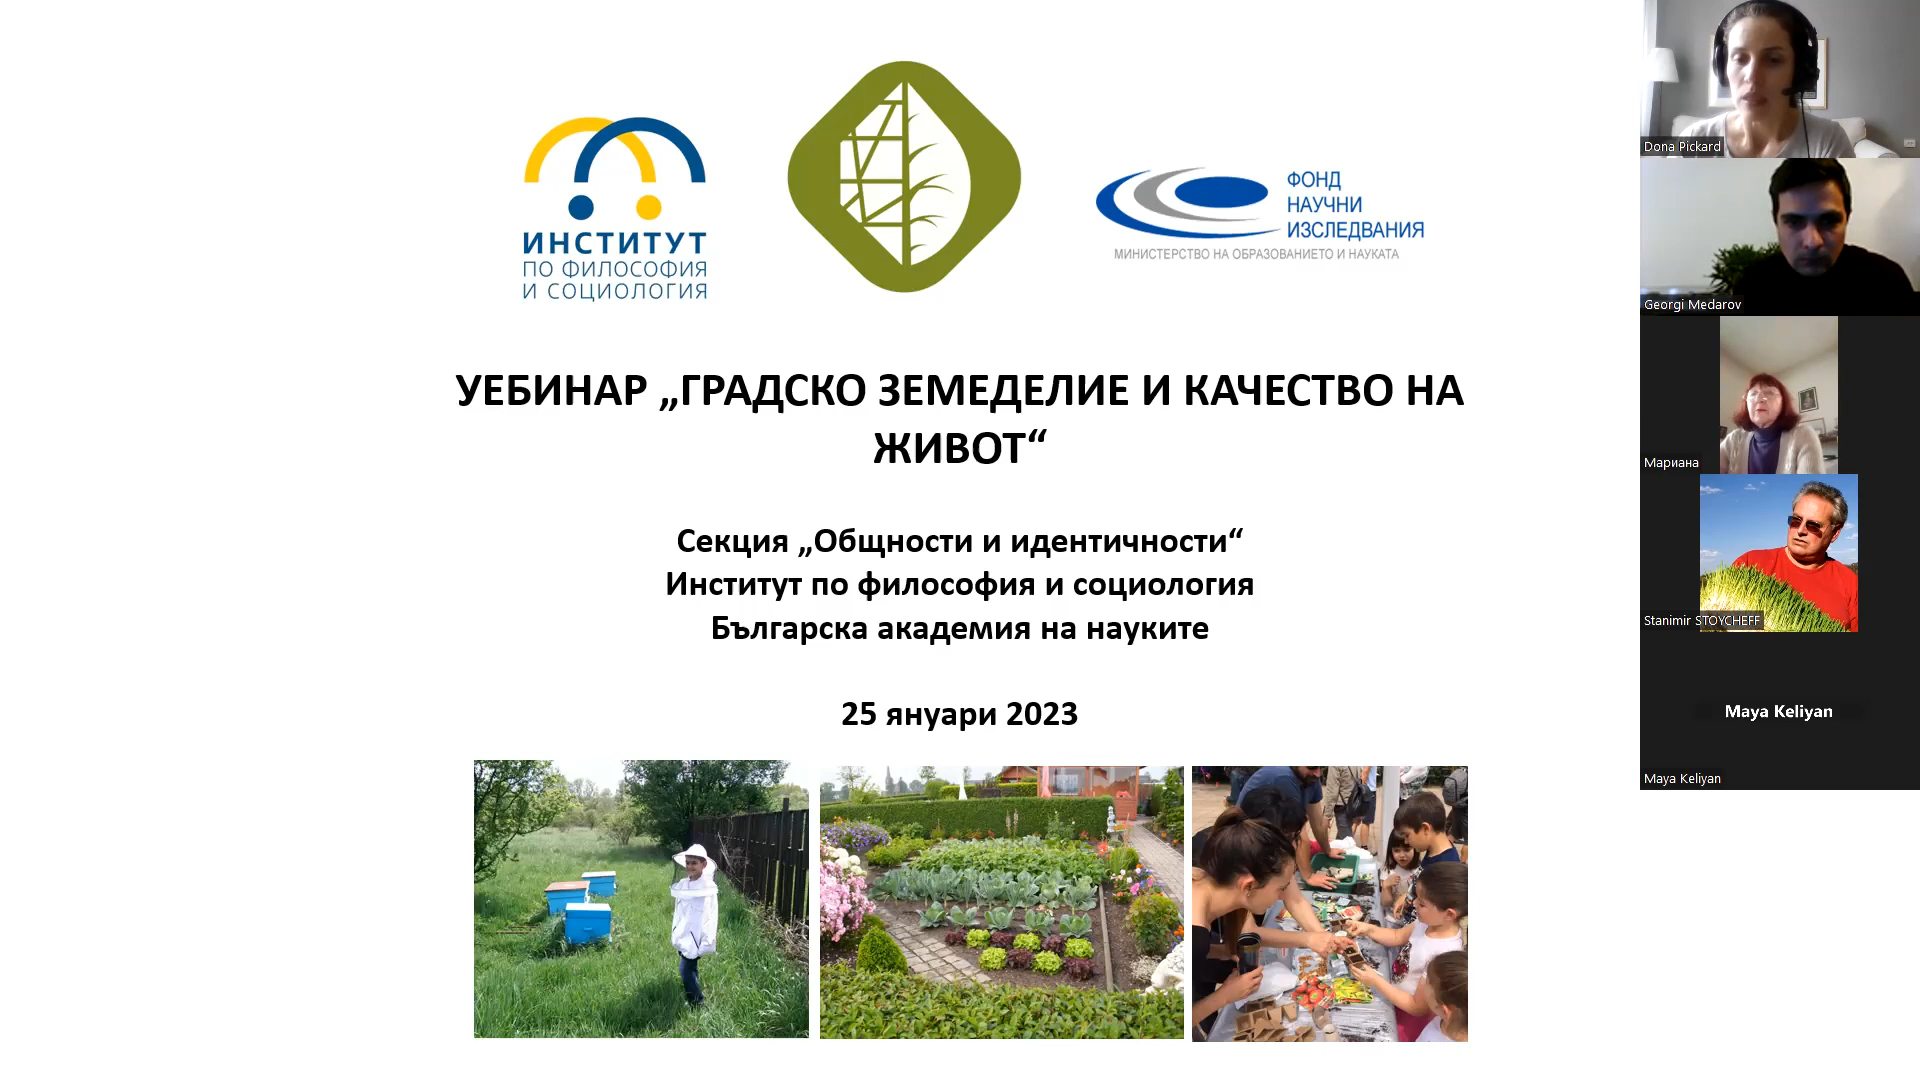 ИНСТИТУТ
ПО ФИЛОСОФИЯ
И СОЦИОЛОГИЯ
ФОНД
НАУЧНИ
ИЗСЛЕДВАНИЯ
МИНИСТЕРСТВО НА ОБРАЗОВАНИЕТО И НАУКАТА
УЕБИНАР „ГРАДСКО ЗЕМЕДЕЛИЕ И КАЧЕСТВО НА
ЖИВОТ“
Секция „Общности и идентичности“
Институт по философия и социология
Българска академия на науките
25 януари 2023
Dona Pickard
Georgi Medarov
Мариана
Stanimir STOYCHEFF
Maya Keliyan
Maya Keliyan